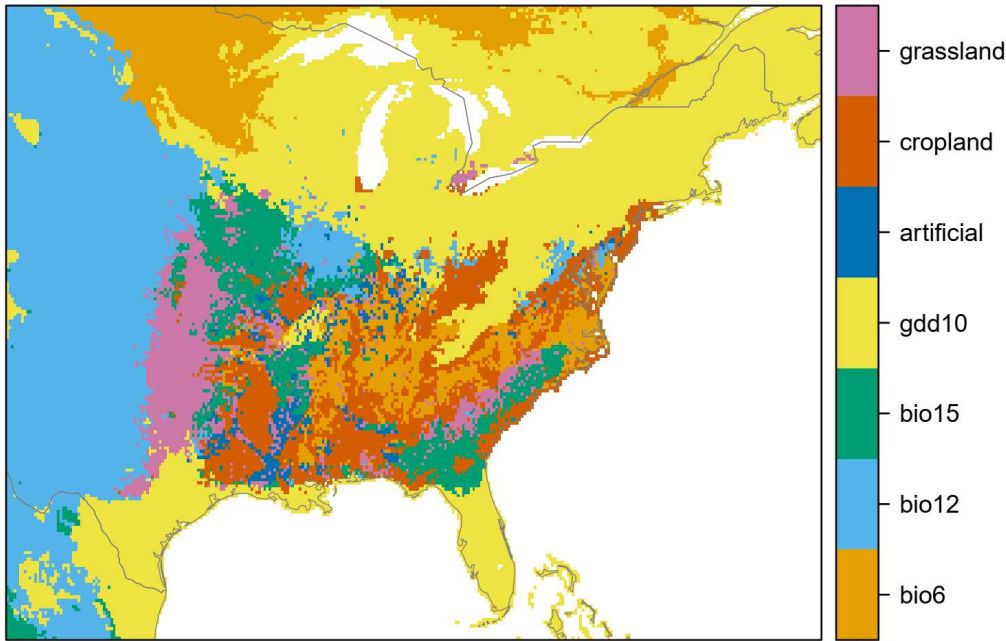 grassland
cropland
artificial
gdd10
bio15
bio12
bio6